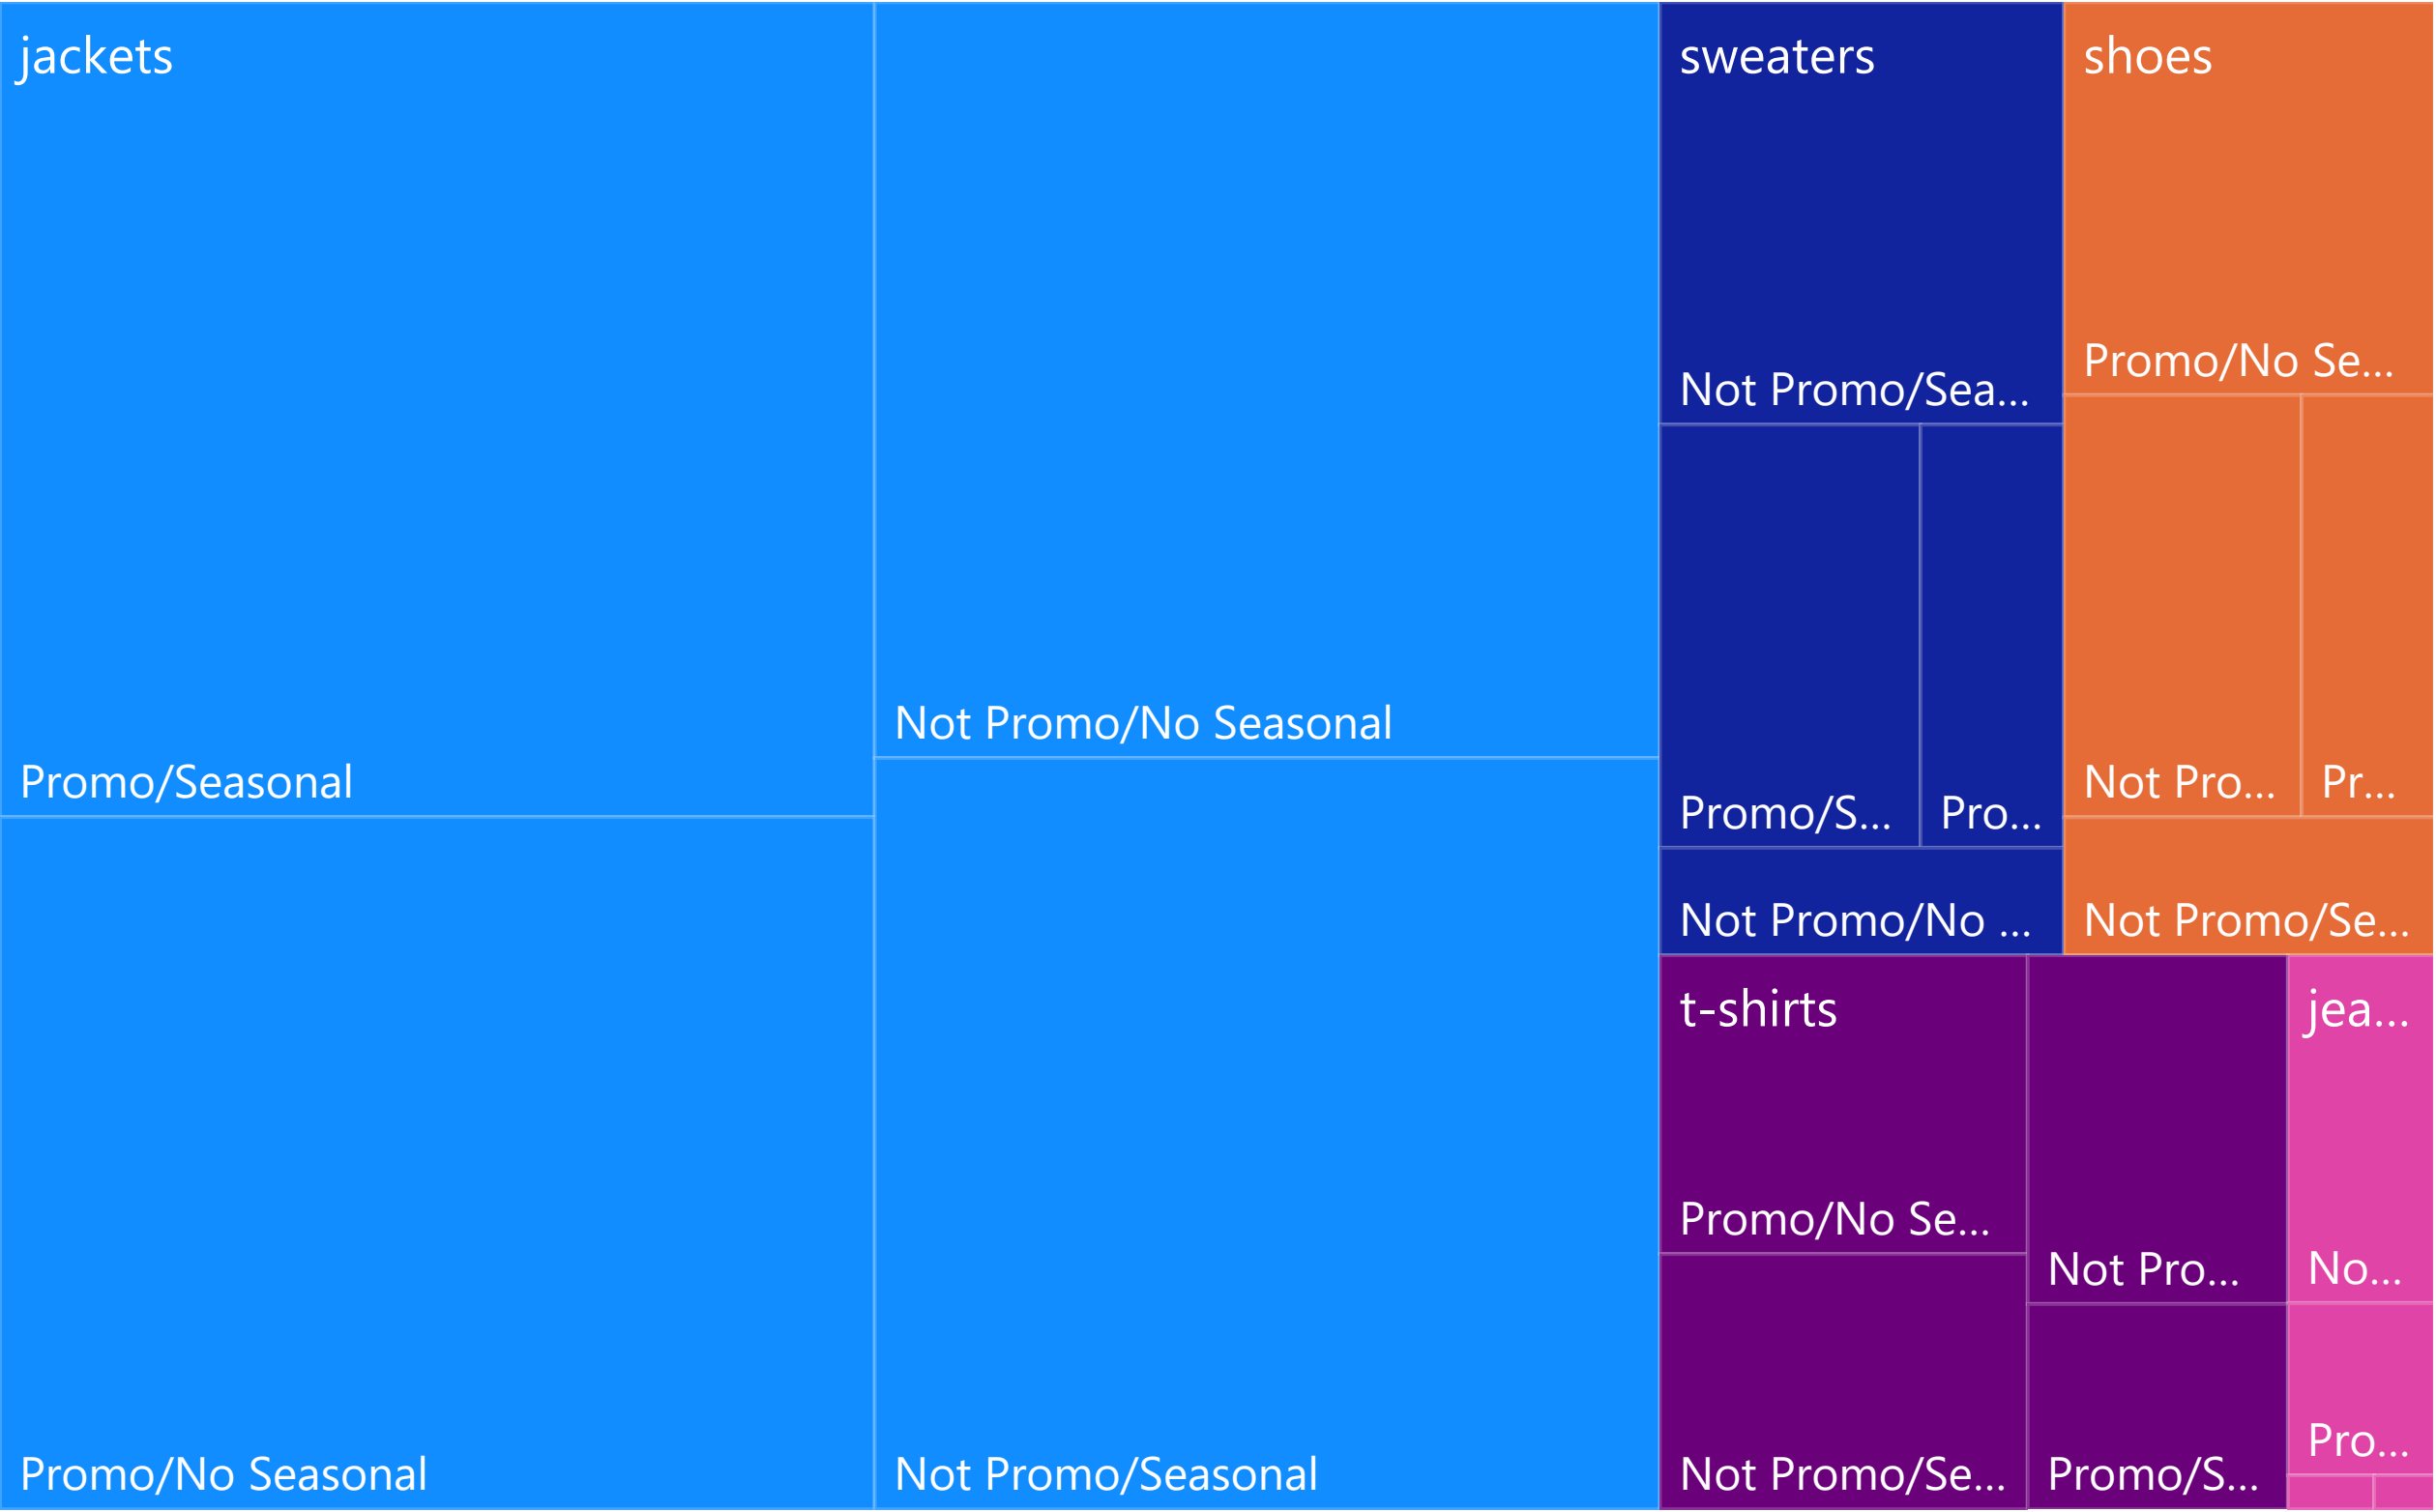 jackets
Promo/Seasonal
Promo/No Seasonal
Not Promo/No Seasonal
Not Promo/Seasonal
sweaters
Not Promo/Sea...
Promo/S...
Pro...
Not Promo/No ...
shoes
Promo/No Se...
Not Pro...
Pr...
Not Promo/Se...
t-shirts
Promo/No Se...
Not Promo/Se...
Not Pro...
Promo/S...
jea...
No...
Pro...